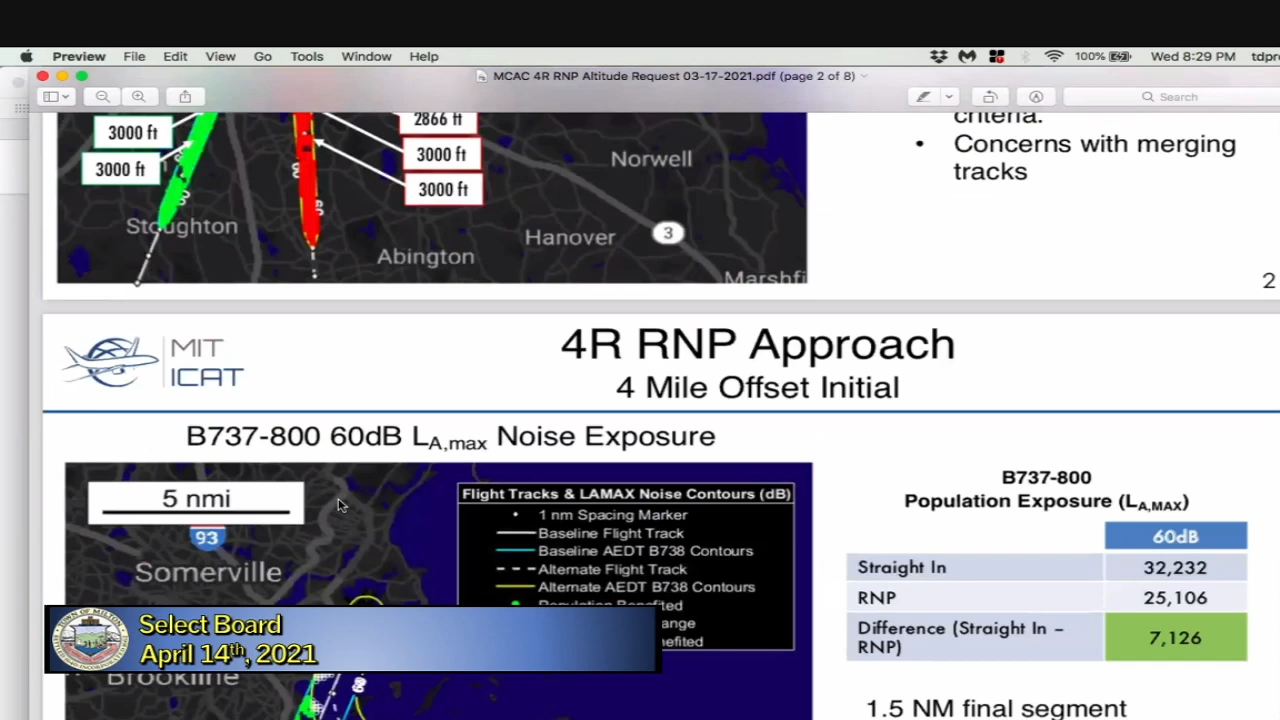 Preview File Edit View Go Tools Window Help
100% Wed 8:29 PM tdpro
MCAC 4R RNP Altitude Request 03-17-2021.pdf (page 2 of 8)
Search
3000 ft
3000 ft
2866 ft
3000 ft
3000 ft
Norwell
Stoughton
Hanover
3
Abington
Marshfi
criteria.
• Concerns with merging
tracks
2
MIT
ICAT
4R RNP Approach
4 Mile Offset Initial
B737-800 60dB LA,max Noise Exposure
5 nmi
93
Somerville
Brookline
Flight Tracks & LAMAX Noise Contours (dB)
1 nm Spacing Marker
Baseline Flight Track
Baseline AEDT B738 Contours
Alternate Flight Track
Alternate AEDT B738 Contours
Population Benefited
ange
efited
60
B737-800
Population Exposure (LA,MAX)
60dB
Straight In 32,232
RNP 25,106
Difference (Straight In –
RNP) 7,126
1.5 NM final segment
Select Board
April 14th, 2021